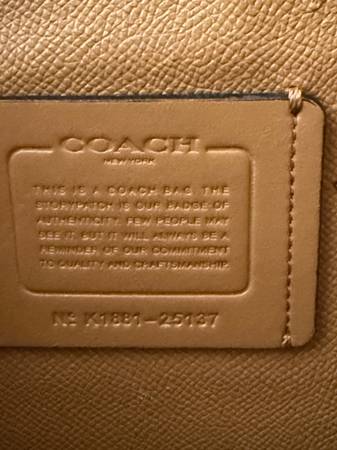 COACH
NEW YORK
THIS IS A COACH BAG. THE
STORYPATCH IS OUR BADGE OF
AUTHENTICITY. FEW PEOPLE MAY
SEE IT BUT IT WILL ALWAYS BE A
REMINDER OF OUR COMMITMENT
TO QUALITY AND CRAFTSMANSHIP.
Nº K1881-25137